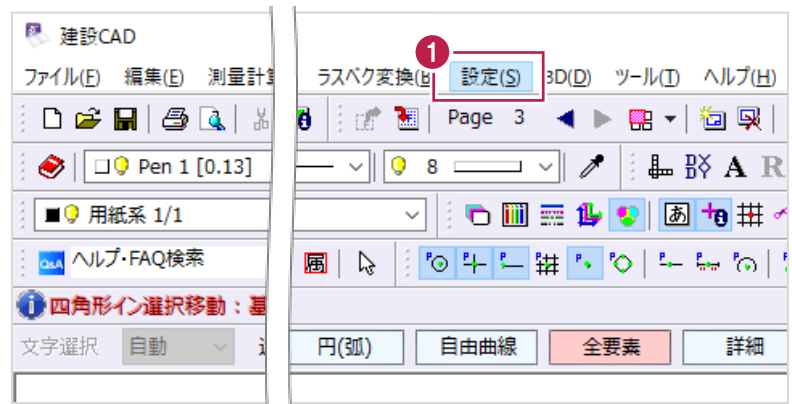 建設CAD
1
ファイル(F) 編集(E) 測量計算 ラスベク変換(B 設定(S) 3D(D) ツール(T) ヘルプ(H)
Page 3
Pen 1 [0.13] 8 A R
用紙系 1/1 あ
Q&A ヘルプ・FAQ検索 属
四角形イン選択移動：基
文字選択 自動 円(弧) 自由曲線 全要素 詳細